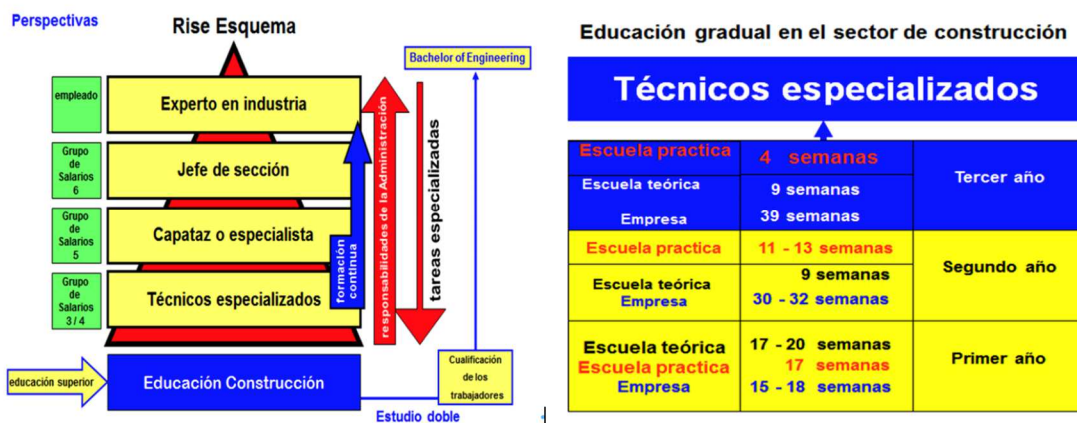 Perspectivas
Rise Esquema
Bachelor of Engineering
empleado
Experto en industria
Grupo
de
Salarios
6
Jefe de sección
Grupo
de
Salarios
5
Capataz o especialista
Grupo
de
Salarios
3 / 4
Técnicos especializados
formación
continua
responsabilidades de la Administración
tareas especializadas
educación superior
Educación Construcción
Cualificación
de los
trabajadores
Estudio doble
Educación gradual en el sector de construcción
Técnicos especializados
Escuela practica 4 semanas
Escuela teórica 9 semanas
Empresa 39 semanas
Tercer año
Escuela practica 11 - 13 semanas
Escuela teórica 9 semanas
Empresa 30 - 32 semanas
Segundo año
Escuela teórica 17 - 20 semanas
Escuela practica 17 semanas
Empresa 15 - 18 semanas
Primer año